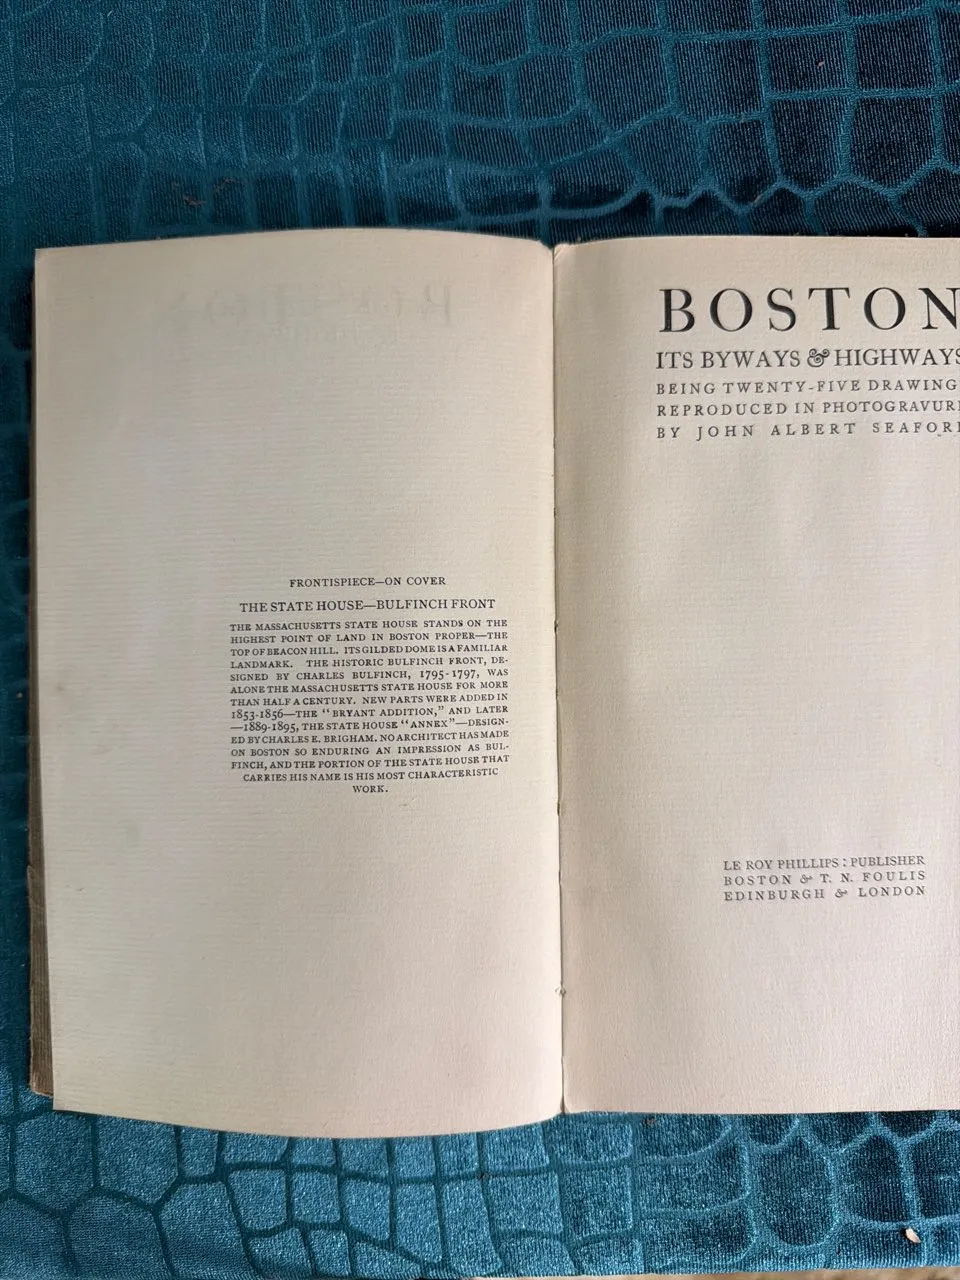 FRONTISPIECE—ON COVER
THE STATE HOUSE—BULFINCH FRONT
THE MASSACHUSETTS STATE HOUSE STANDS ON THE
HIGHEST POINT OF LAND IN BOSTON PROPER—THE
TOP OF BEACON HILL. ITS GILDED DOME IS A FAMILIAR
LANDMARK. THE HISTORIC BULFINCH FRONT, DE-
SIGNED BY CHARLES BULFINCH, 1795-1797, WAS
ALONE THE MASSACHUSETTS STATE HOUSE FOR MORE
THAN HALF A CENTURY. NEW PARTS WERE ADDED IN
1853-1856—THE "BRYANT ADDITION," AND LATER
—1889-1895, THE STATE HOUSE "ANNEX"—DESIGN-
ED BY CHARLES E. BRIGHAM. NO ARCHITECT HAS MADE
ON BOSTON SO ENDURING AN IMPRESSION AS BUL-
FINCH, AND THE PORTION OF THE STATE HOUSE THAT
CARRIES HIS NAME IS HIS MOST CHARACTERISTIC
WORK.
BOSTON
ITS BYWAYS & HIGHWAYS
BEING TWENTY-FIVE DRAWING
REPRODUCED IN PHOTOGRAVUR
BY JOHN ALBERT SEAFOR
LE ROY PHILLIPS : PUBLISHER
BOSTON & T. N. FOULIS
EDINBURGH & LONDON